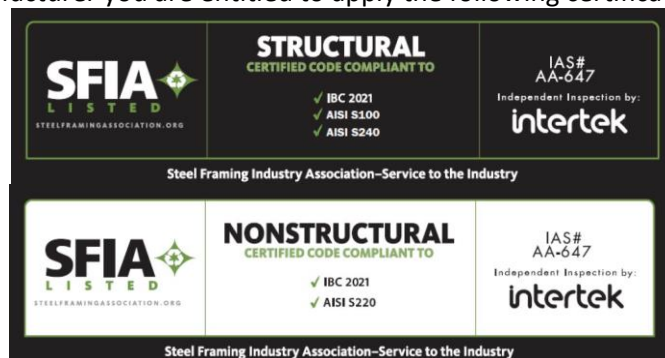 facturer you are entitled to apply the following certifica
SFIA
LISTED
STEELFRAMINGASSOCIATION.ORG
STRUCTURAL
CERTIFIED CODE COMPLIANT TO
✓ IBC 2021
✓ AISI S100
✓ AISI S240
IAS#
AA-647
Independent Inspection by:
intertek
Steel Framing Industry Association–Service to the Industry
SFIA
LISTED
STEELFRAMINGASSOCIATION.ORG
NONSTRUCTURAL
CERTIFIED CODE COMPLIANT TO
✓ IBC 2021
✓ AISI S220
IAS#
AA-647
Independent Inspection by:
intertek
Steel Framing Industry Association–Service to the Industry